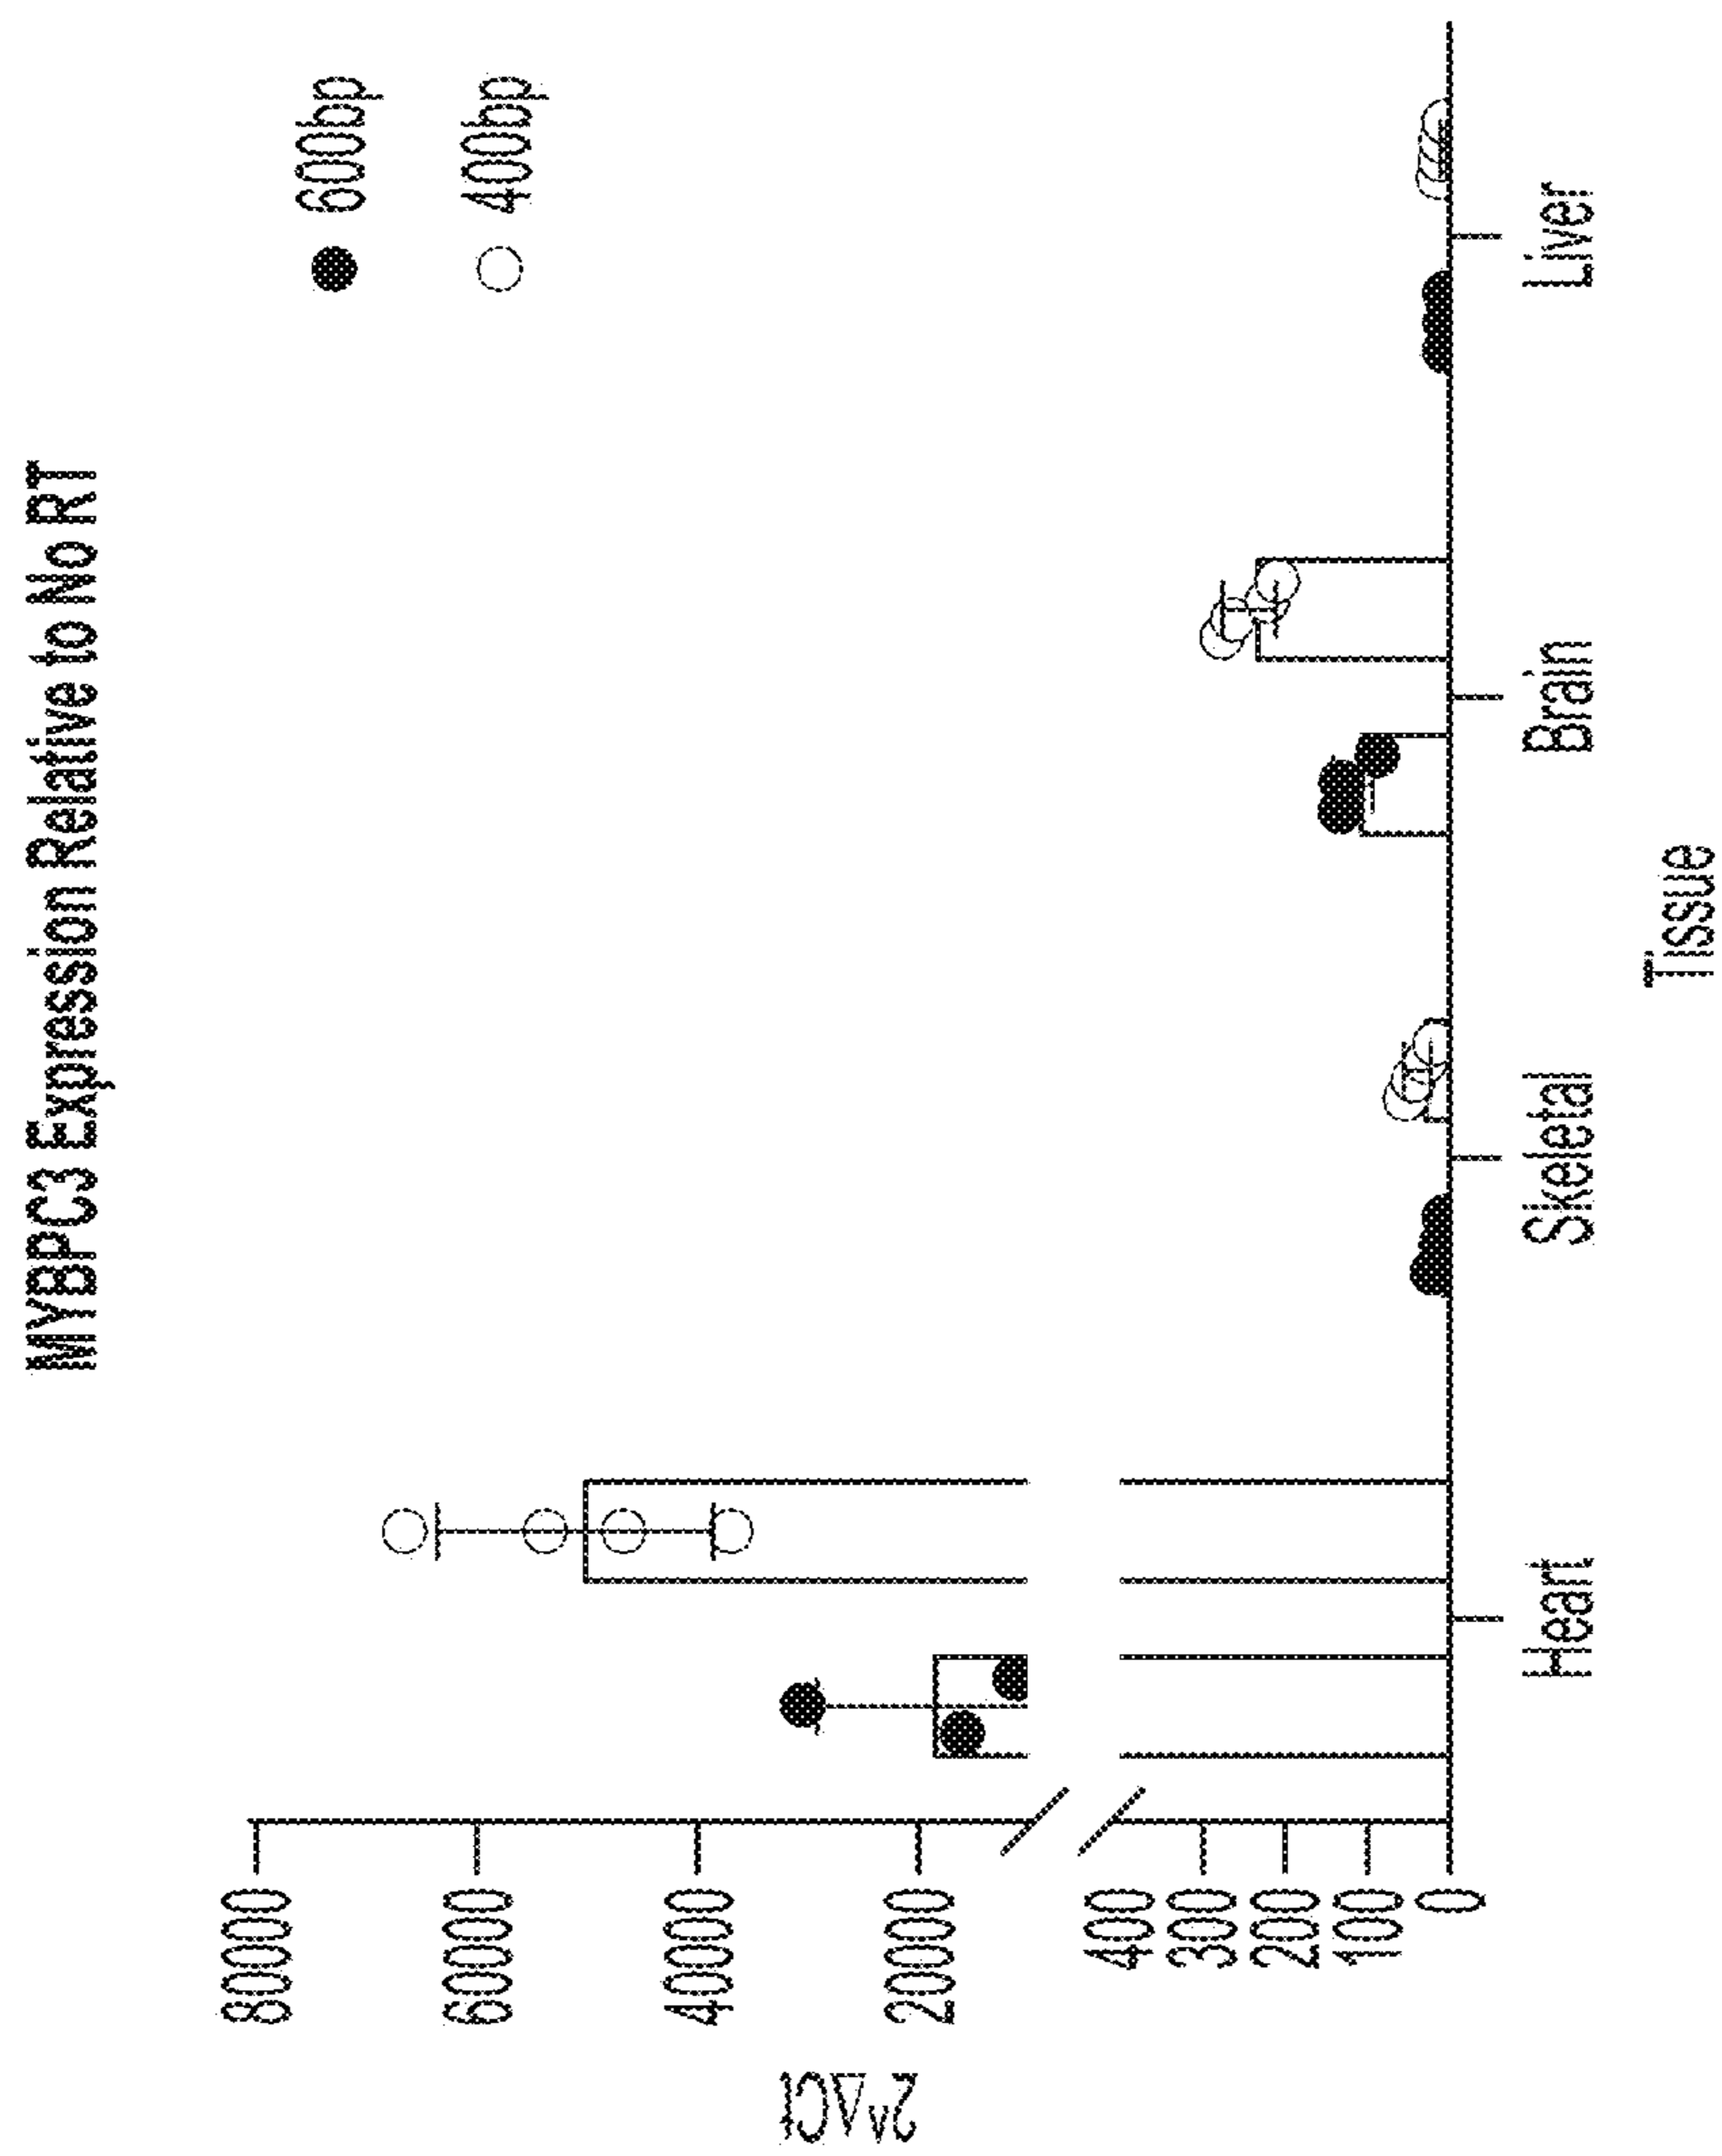 MYBPC3 Expression Relative to No RT
600bp
400bp
2^ΔCt
80000
60000
40000
20000
400
300
200
100
0
Heart
Skeletal
Brain
Liver
Tissue